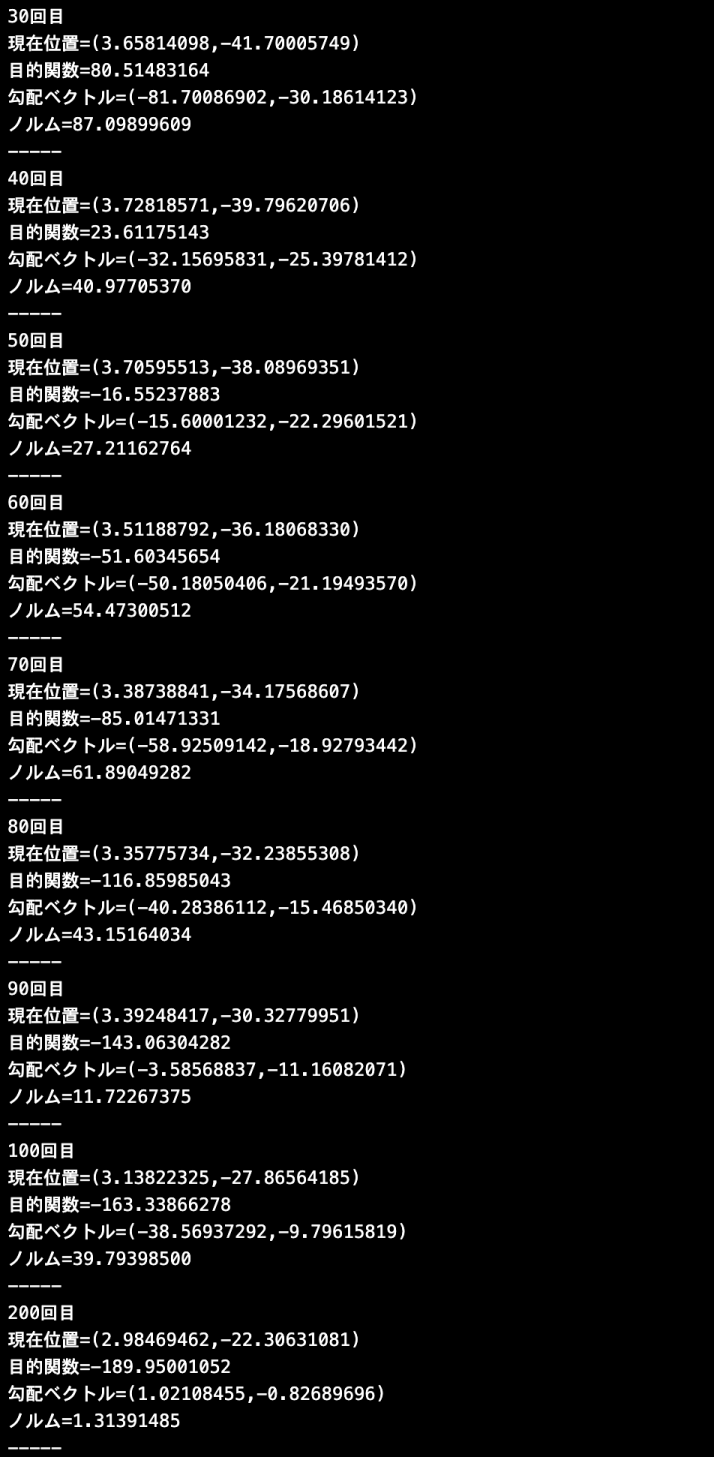 30回目
現在位置=(3.65814098,-41.70005749)
目的関数=80.51483164
勾配ベクトル=(-81.70086902,-30.18614123)
ノルム=87.09899609
-----
40回目
現在位置=(3.72818571,-39.79620706)
目的関数=23.61175143
勾配ベクトル=(-32.15695831,-25.39781412)
ノルム=40.97705370
-----
50回目
現在位置=(3.70595513,-38.08969351)
目的関数=-16.55237883
勾配ベクトル=(-15.60001232,-22.29601521)
ノルム=27.21162764
-----
60回目
現在位置=(3.51188792,-36.18068330)
目的関数=-51.60345654
勾配ベクトル=(-50.18050406,-21.19493570)
ノルム=54.47300512
-----
70回目
現在位置=(3.38738841,-34.17568607)
目的関数=-85.01471331
勾配ベクトル=(-58.92509142,-18.92793442)
ノルム=61.89049282
-----
80回目
現在位置=(3.35775734,-32.23855308)
目的関数=-116.85985043
勾配ベクトル=(-40.28386112,-15.46850340)
ノルム=43.15164034
-----
90回目
現在位置=(3.39248417,-30.32779951)
目的関数=-143.06304282
勾配ベクトル=(-3.58568837,-11.16082071)
ノルム=11.72267375
-----
100回目
現在位置=(3.13822325,-27.86564185)
目的関数=-163.33866278
勾配ベクトル=(-38.56937292,-9.79615819)
ノルム=39.79398500
-----
200回目
現在位置=(2.98469462,-22.30631081)
目的関数=-189.95001052
勾配ベクトル=(1.02108455,-0.82689696)
ノルム=1.31391485
-----